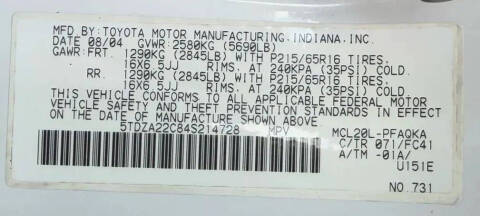 MFD.BY:TOYOTA MOTOR MANUFACTURING,INDIANA,INC.
DATE 08/04 GVWR:2580KG (5690LB)
GAWR:FRT. 1290KG (2845LB) WITH P215/65R16 TIRES.
16X6.5JJ RIMS. AT 240KPA (35PSI) COLD.
RR. 1290KG (2845LB) WITH P215/65R16 TIRES.
16X6.5JJ RIMS. AT 240KPA (35PSI) COLD.
THIS VEHICLE CONFORMS TO ALL APPLICABLE FEDERAL MOTOR
VEHICLE SAFETY AND THEFT PREVENTION STANDARDS IN EFFECT
ON THE DATE OF MANUFACTURE SHOWN ABOVE
5TDZA22C84S214728 MPV MCL20L-PFAQKA
C/TR 071/FC41
A/TM -01A/
U151E
NO.731